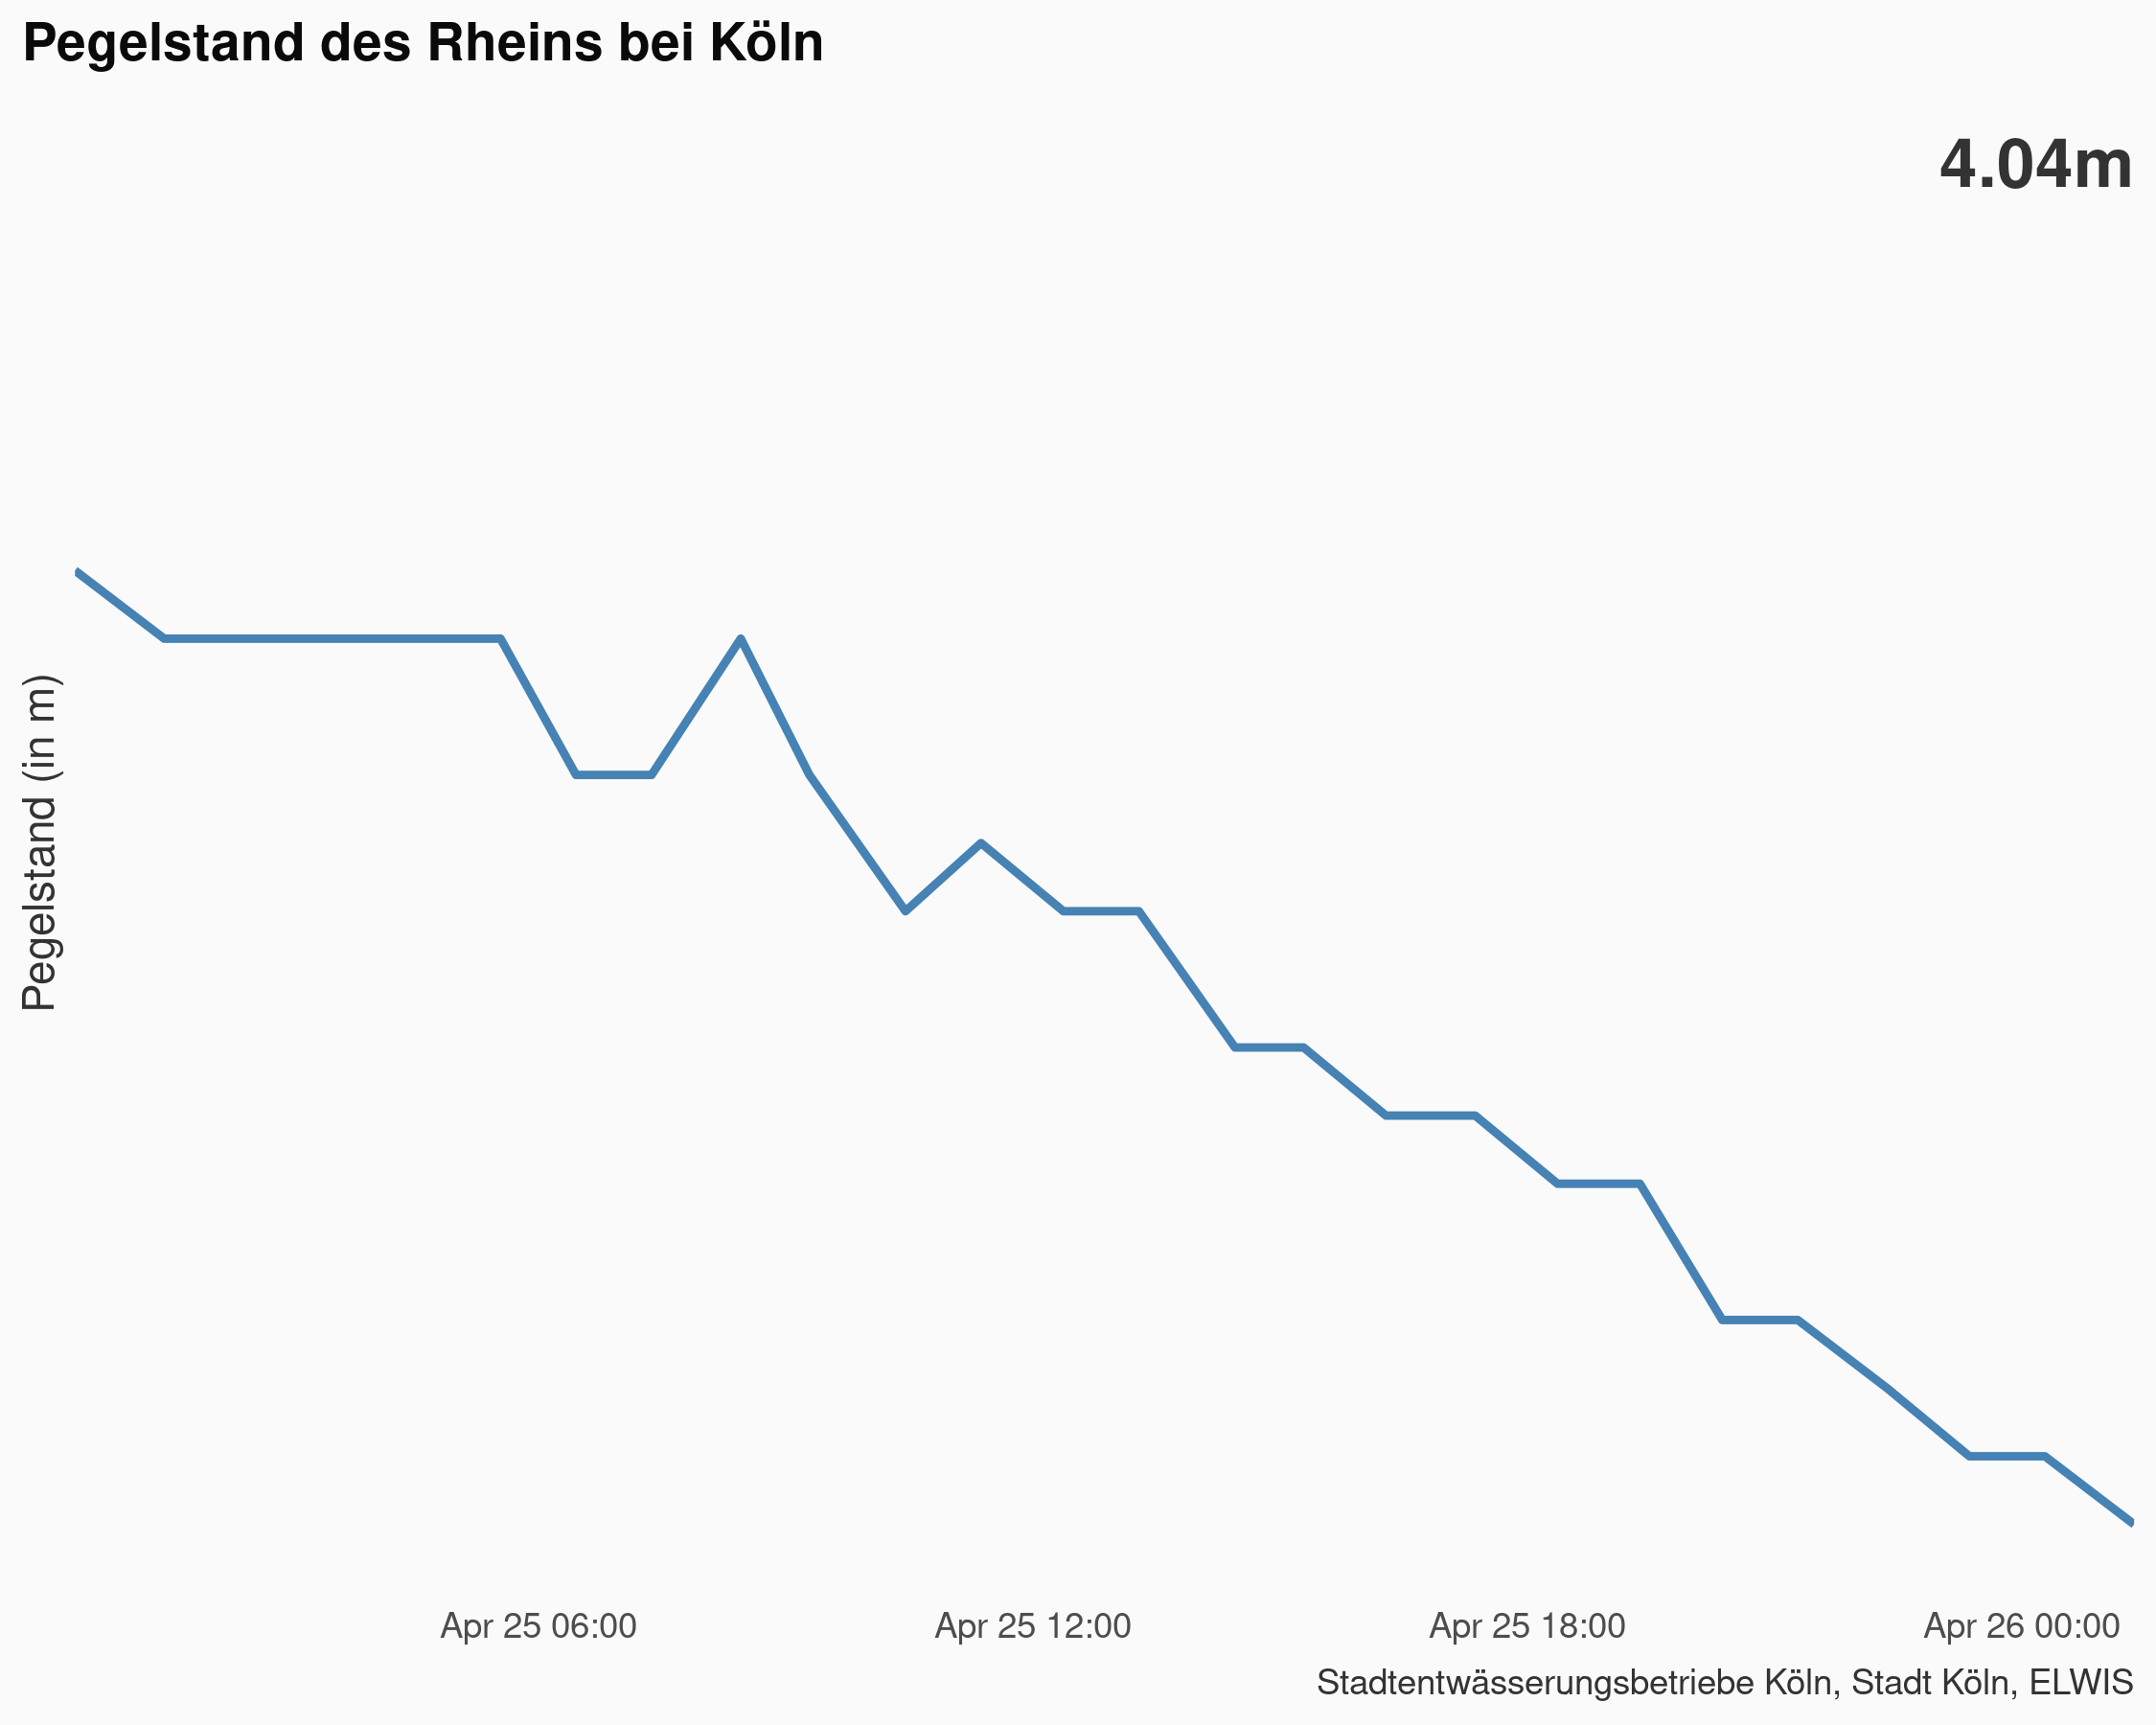 Pegelstand des Rheins bei Köln
4.04m
Pegelstand (in m)
Apr 25 06:00 Apr 25 12:00 Apr 25 18:00 Apr 26 00:00
Stadtentwässerungsbetriebe Köln, Stadt Köln, ELWIS